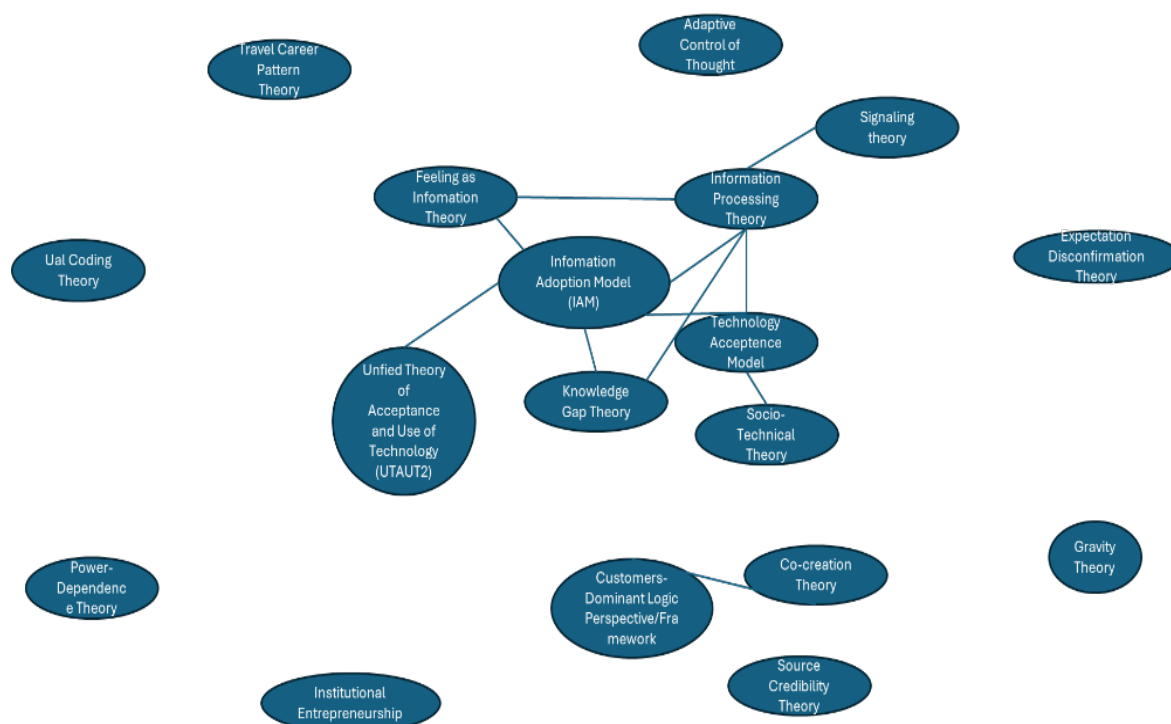 Travel Career
Pattern
Theory
Adaptive
Control of
Thought
Signaling
theory
Feeling as
Infomation
Theory
Information
Processing
Theory
Ual Coding
Theory
Infomation
Adoption Model
(IAM)
Expectation
Disconfirmation
Theory
Technology
Acceptence
Model
Unfied Theory
of
Acceptance
and Use of
Technology
(UTAUT2)
Knowledge
Gap Theory
Socio-
Technical
Theory
Power-
Dependenc
e Theory
Customers-
Dominant Logic
Perspective/Fra
mework
Co-creation
Theory
Gravity
Theory
Institutional
Entrepreneurship
Source
Credibility
Theory